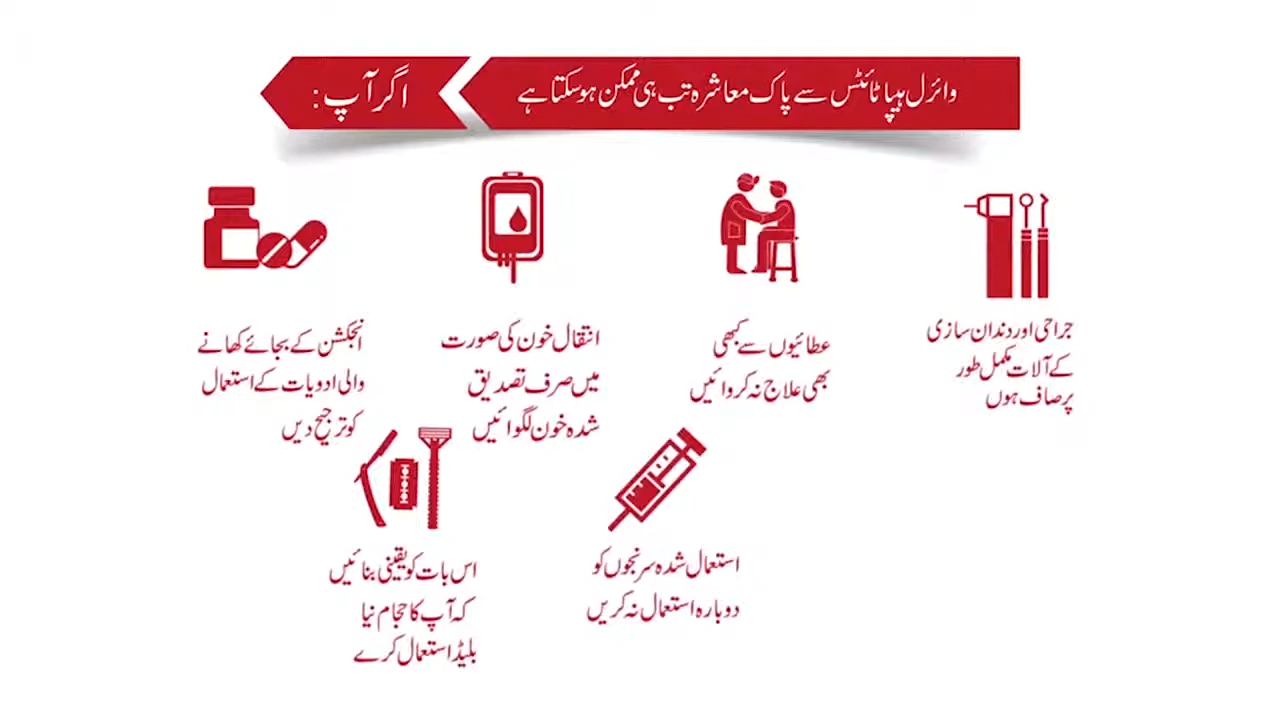 وائرل ہیپاٹائٹس سے پاک معاشرہ تب ہی ممکن ہوسکتا ہے
اگر آپ :
جراحی اور دندان سازی
کے آلات مکمل طور
پر صاف ہوں
عطائیوں سے کبھی
بھی علاج نہ کروائیں
انتقال خون کی صورت
میں صرف تصدیق
شدہ خون لگوائیں
انجکشن کے بجائے کھانے
والی ادویات کے استعمال
کو ترجیح دیں
استعمال شدہ سرنجوں کو
دوبارہ استعمال نہ کریں
اس بات کو یقینی بنائیں
کہ آپ کا حجام نیا
بلیڈ استعمال کرے